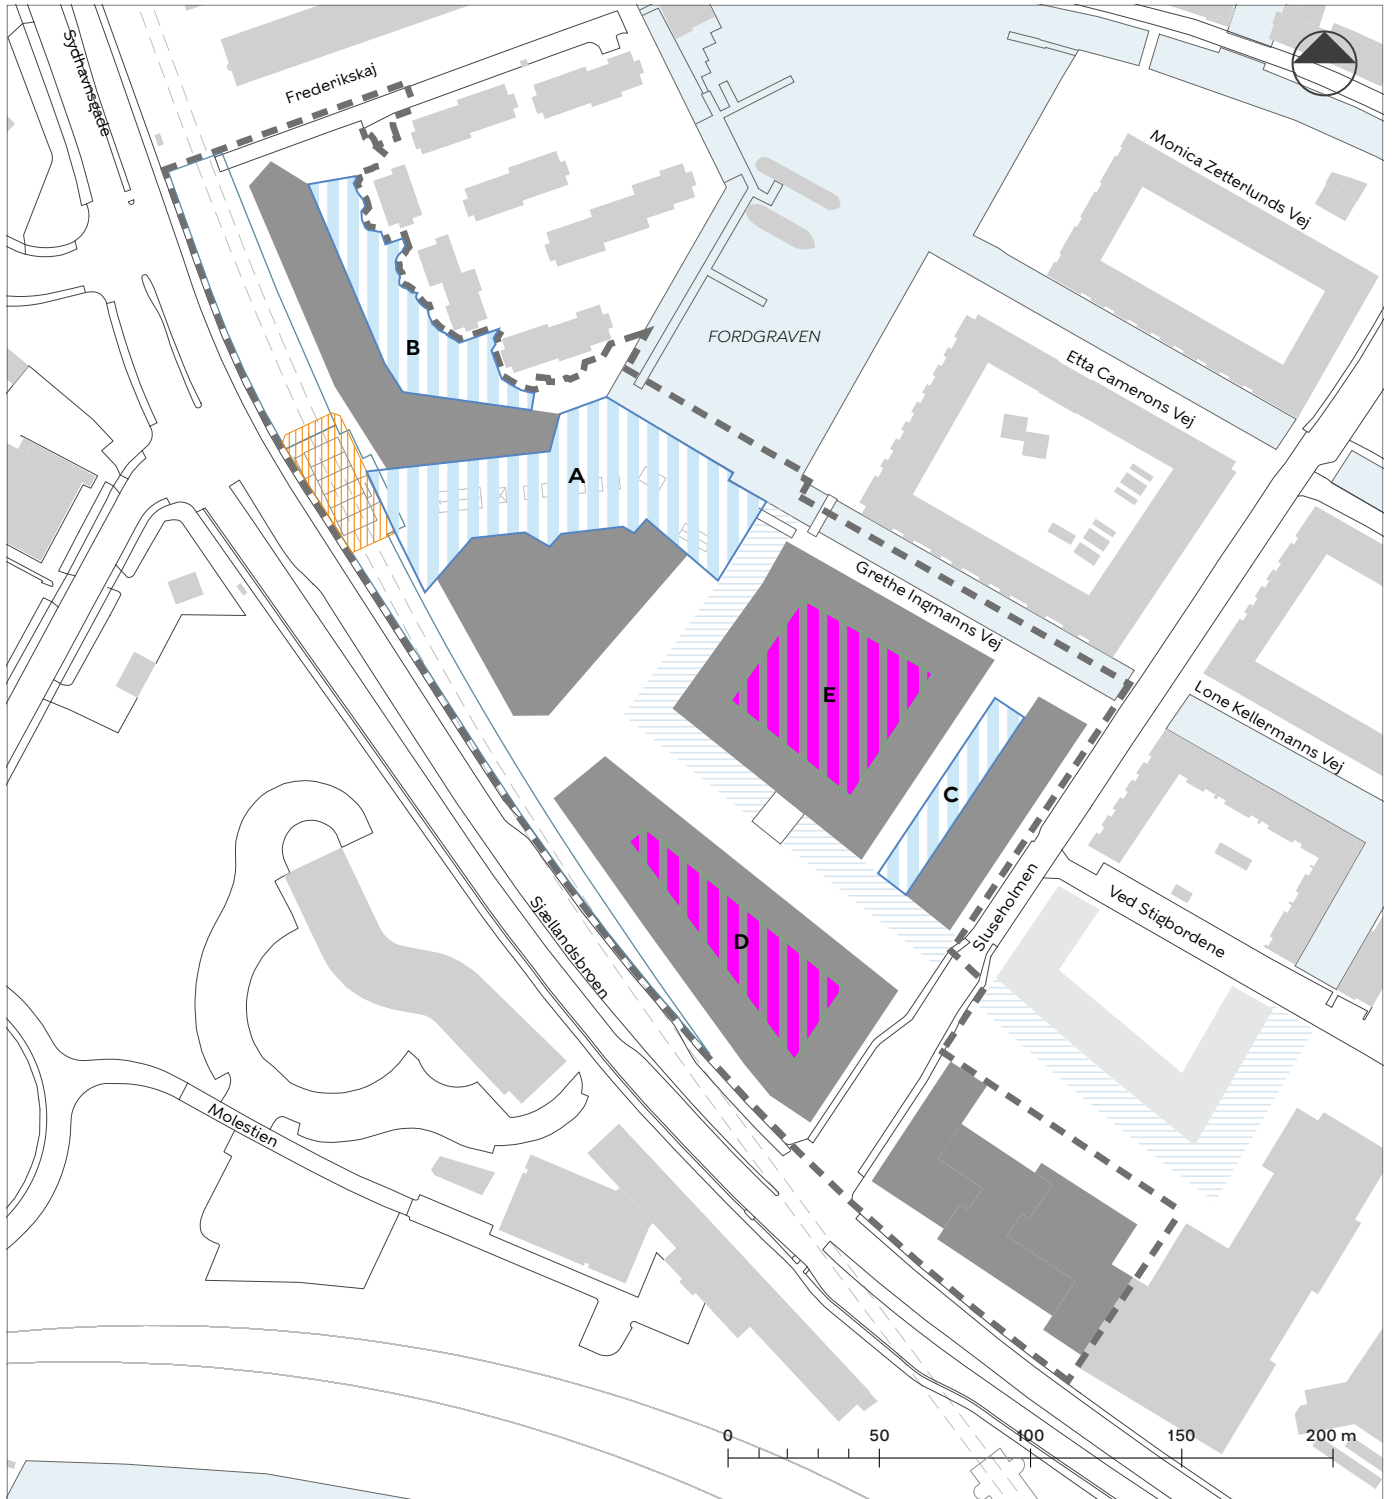 Sydhavnsgade
Frederikskaj
Monica Zetterlunds Vej
FORDGRAVEN
B
Etta Camerons Vej
A
Grethe Ingmanns Vej
E
Lone Kellermanns Vej
C
Sluseholmen
Ved Stigbordene
Sjællandsbroen
D
Molestien
0 50 100 150 200 m